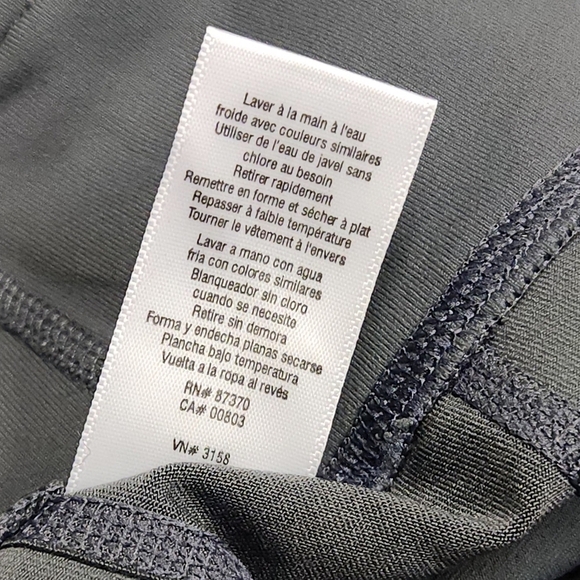 Laver à la main à l'eau
froide avec couleurs similaires
Utiliser de l'eau de javel sans
chlore au besoin
Retirer rapidement
Remettre en forme et sécher à plat
Repasser à faible température
Tourner le vêtement à l'envers
Lavar a mano con agua
fria con colores similares
Blanqueador sin cloro
cuando se necesite
Retire sin demora
Forma y endecha planas secarse
Plancha bajo temperatura
Vuelta a la ropa al revés
RN# 87370
CA# 00803
VN# 3158